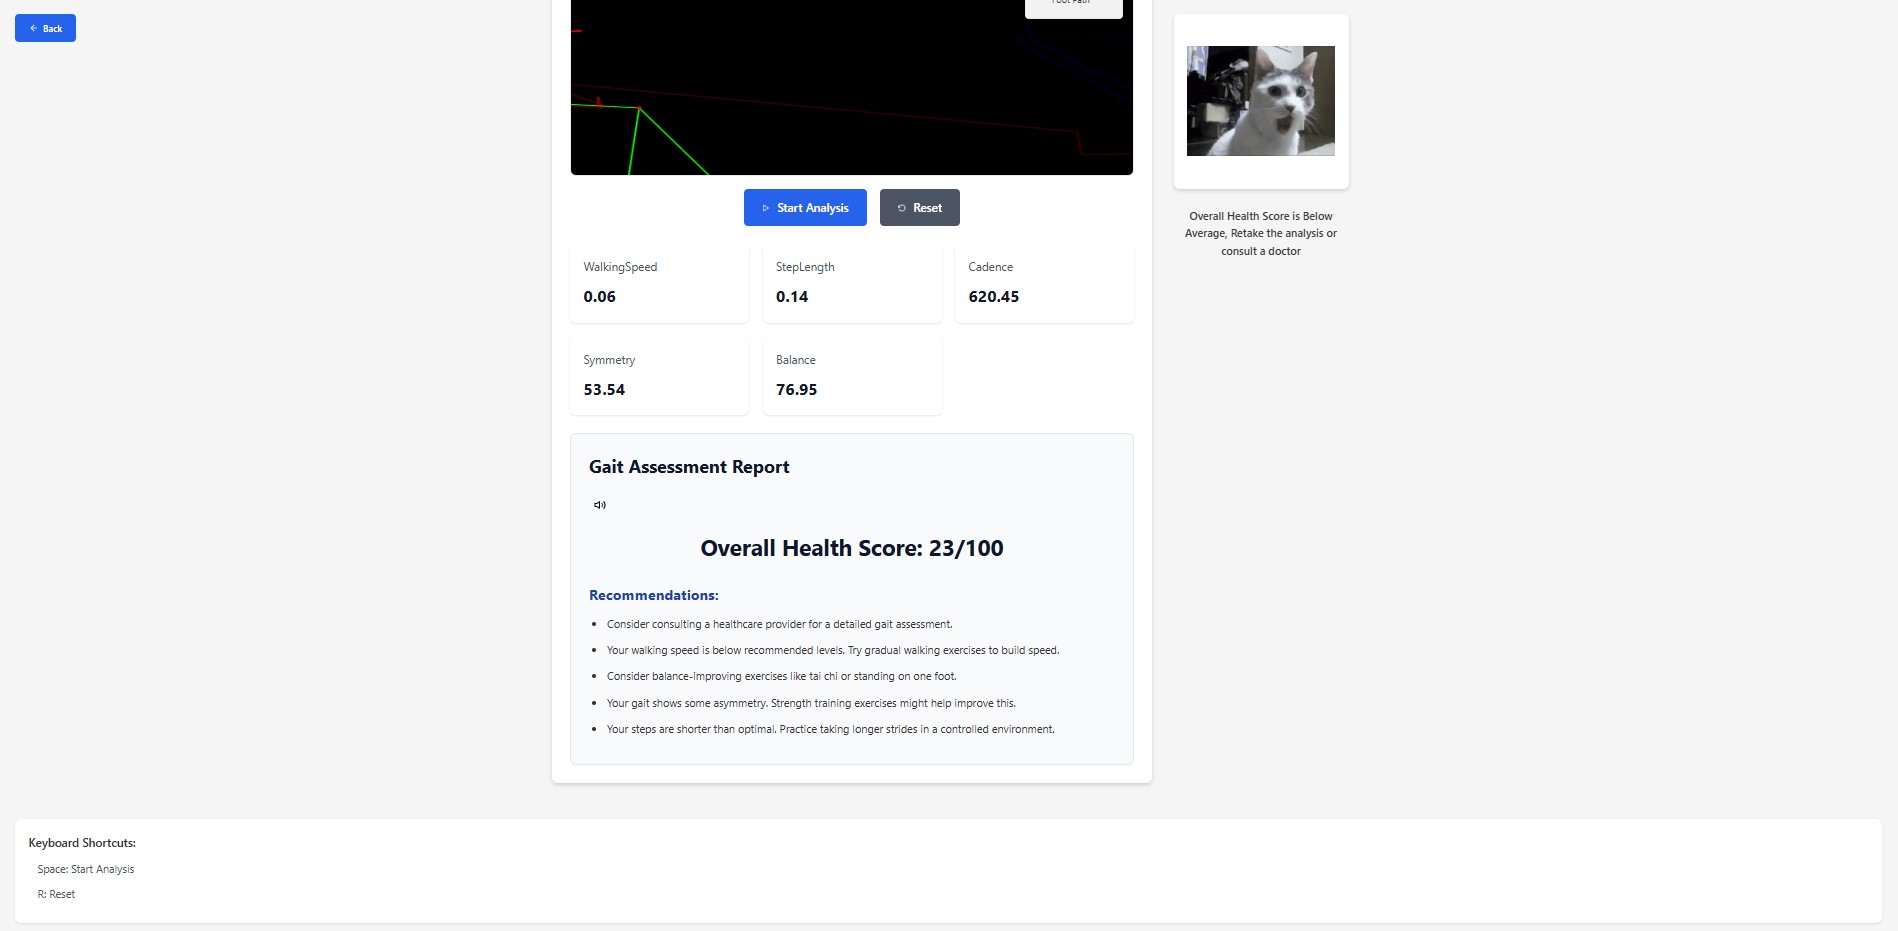 Back
Foot Path
Start Analysis
Reset
Overall Health Score is Below
Average, Retake the analysis or
consult a doctor
WalkingSpeed
0.06
StepLength
0.14
Cadence
620.45
Symmetry
53.54
Balance
76.95
Gait Assessment Report
Overall Health Score: 23/100
Recommendations:
Consider consulting a healthcare provider for a detailed gait assessment.
Your walking speed is below recommended levels. Try gradual walking exercises to build speed.
Consider balance-improving exercises like tai chi or standing on one foot.
Your gait shows some asymmetry. Strength training exercises might help improve this.
Your steps are shorter than optimal. Practice taking longer strides in a controlled environment.
Keyboard Shortcuts:
Space: Start Analysis
R: Reset